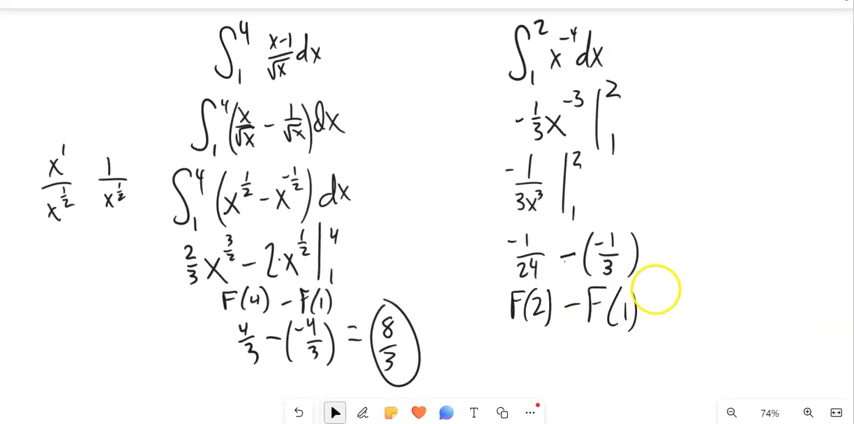 ∫₁⁴ (x-1)/√x dx
∫₁⁴ (x/√x - 1/√x) dx
x¹/x^(1/2) 1/x^(1/2)
∫₁⁴ (x^(1/2) - x^(-1/2)) dx
2/3 x^(3/2) - 2·x^(1/2) |₁⁴
F(4) - F(1)
4/3 - (-4/3) = 8/3
∫₁² x⁻⁴ dx
-1/3 x⁻³ |₁²
-1/(3x³) |₁²
-1/24 - (-1/3)
F(2) - F(1)
T
74%